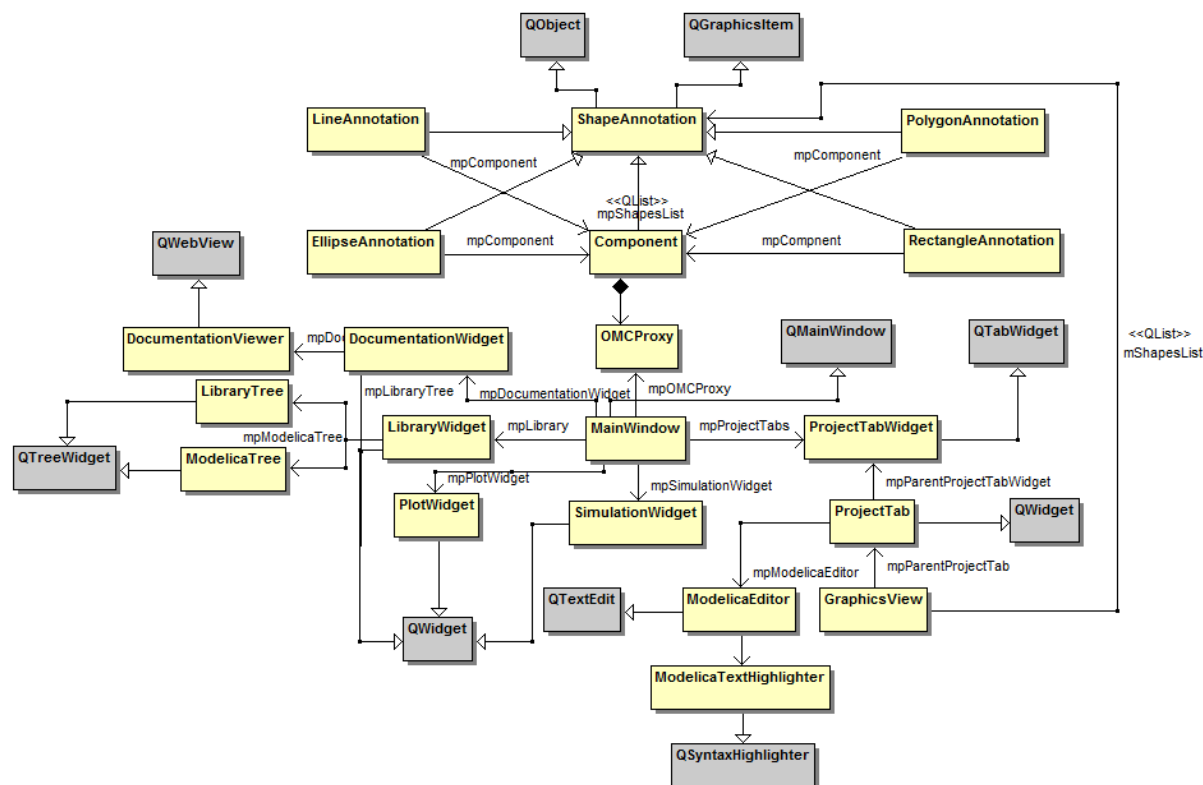 QObject
QGraphicsItem
LineAnnotation
ShapeAnnotation
PolygonAnnotation
mpComponent
mpComponent
<<QList>>
mpShapesList
QWebView
EllipseAnnotation
mpComponent
Component
mpCompnent
RectangleAnnotation
DocumentationViewer
mpDoc
DocumentationWidget
OMCProxy
QMainWindow
QTabWidget
<<QList>>
mShapesList
LibraryTree
mpLibraryTree
mpDocumentationWidget
mpOMCProxy
mpModelicaTree
LibraryWidget
mpLibrary
MainWindow
mpProjectTabs
ProjectTabWidget
QTreeWidget
ModelicaTree
mpPlotWidget
mpSimulationWidget
mpParentProjectTabWidget
PlotWidget
SimulationWidget
ProjectTab
QWidget
mpModelicaEditor
mpParentProjectTab
QTextEdit
ModelicaEditor
GraphicsView
QWidget
ModelicaTextHighlighter
QSyntaxHighlighter